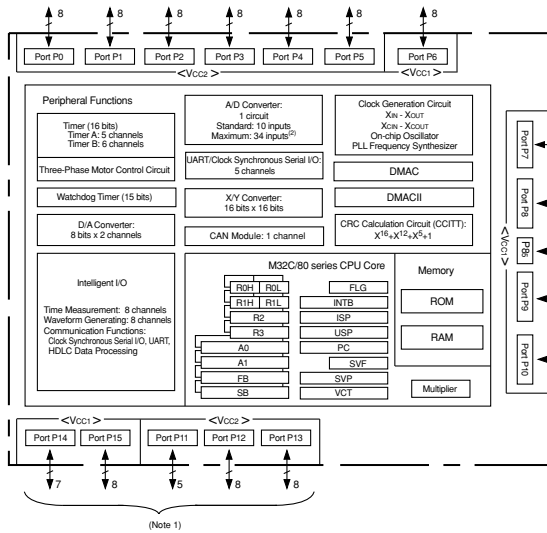 8 8 8 8 8 8 8
Port P0 Port P1 Port P2 Port P3 Port P4 Port P5 Port P6
<VCC2> <VCC1>
Peripheral Functions
Timer (16 bits)
Timer A: 5 channels
Timer B: 6 channels
Three-Phase Motor Control Circuit
Watchdog Timer (15 bits)
D/A Converter:
8 bits x 2 channels
Intelligent I/O
Time Measurement: 8 channels
Waveform Generating: 8 channels
Communication Functions:
Clock Synchronous Serial I/O, UART,
HDLC Data Processing
A/D Converter:
1 circuit
Standard: 10 inputs
Maximum: 34 inputs(2)
UART/Clock Synchronous Serial I/O:
5 channels
X/Y Converter:
16 bits x 16 bits
CAN Module: 1 channel
Clock Generation Circuit
XIN - XOUT
XCIN - XCOUT
On-chip Oscillator
PLL Frequency Synthesizer
DMAC
DMACII
CRC Calculation Circuit (CCITT):
X16+X12+X5+1
M32C/80 series CPU Core
R0H R0L
R1H R1L
R2
R3
A0
A1
FB
SB
FLG
INTB
ISP
USP
PC
SVF
SVP
VCT
Memory
ROM
RAM
Multiplier
<VCC1>
Port P7
Port P8
P85
Port P9
Port P10
<VCC1> <VCC2>
Port P14 Port P15 Port P11 Port P12 Port P13
7 8 5 8 8
(Note 1)